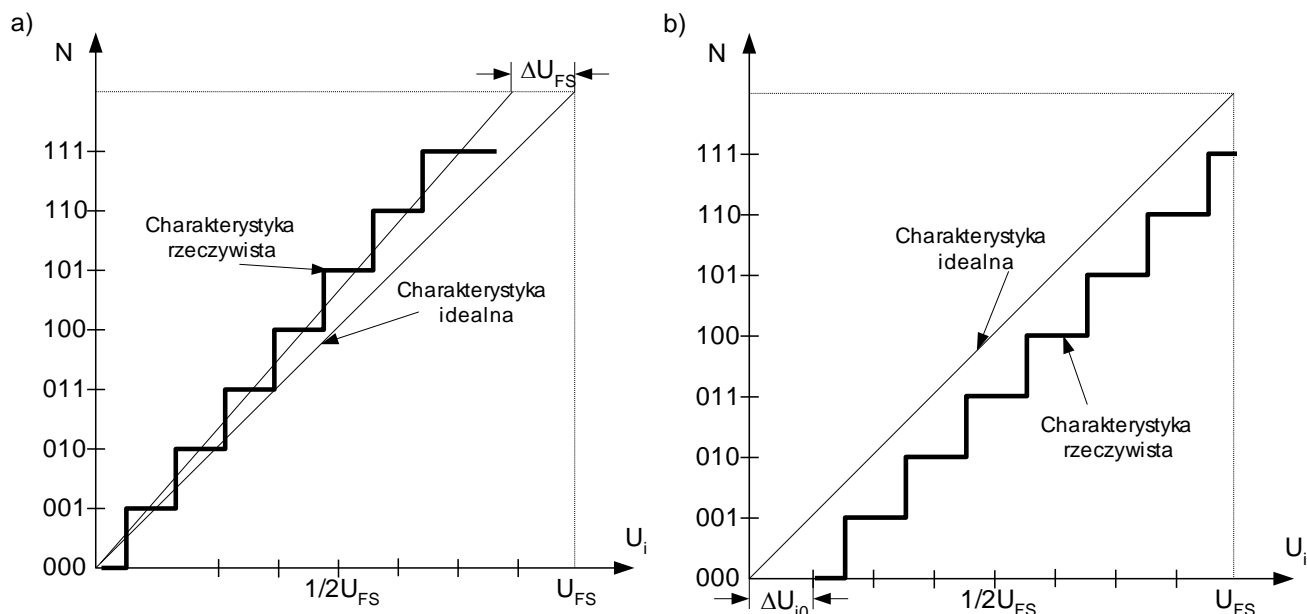 a)
N
ΔU_FS
111
110
101
100
011
010
001
000
Charakterystyka
rzeczywista
Charakterystyka
idealna
U_i
1/2U_FS
U_FS
b)
N
111
110
101
100
011
010
001
000
Charakterystyka
idealna
Charakterystyka
rzeczywista
U_i
ΔU_i0
1/2U_FS
U_FS